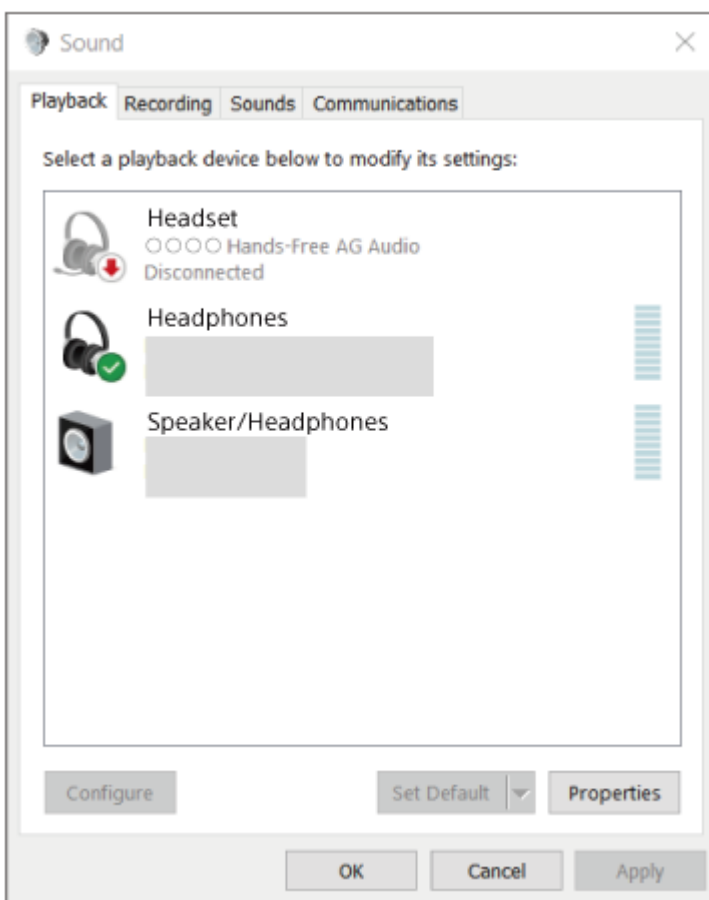 Sound
Playback Recording Sounds Communications
Select a playback device below to modify its settings:
Headset
○○○○ Hands-Free AG Audio
Disconnected
Headphones
Speaker/Headphones
Configure Set Default Properties
OK Cancel Apply